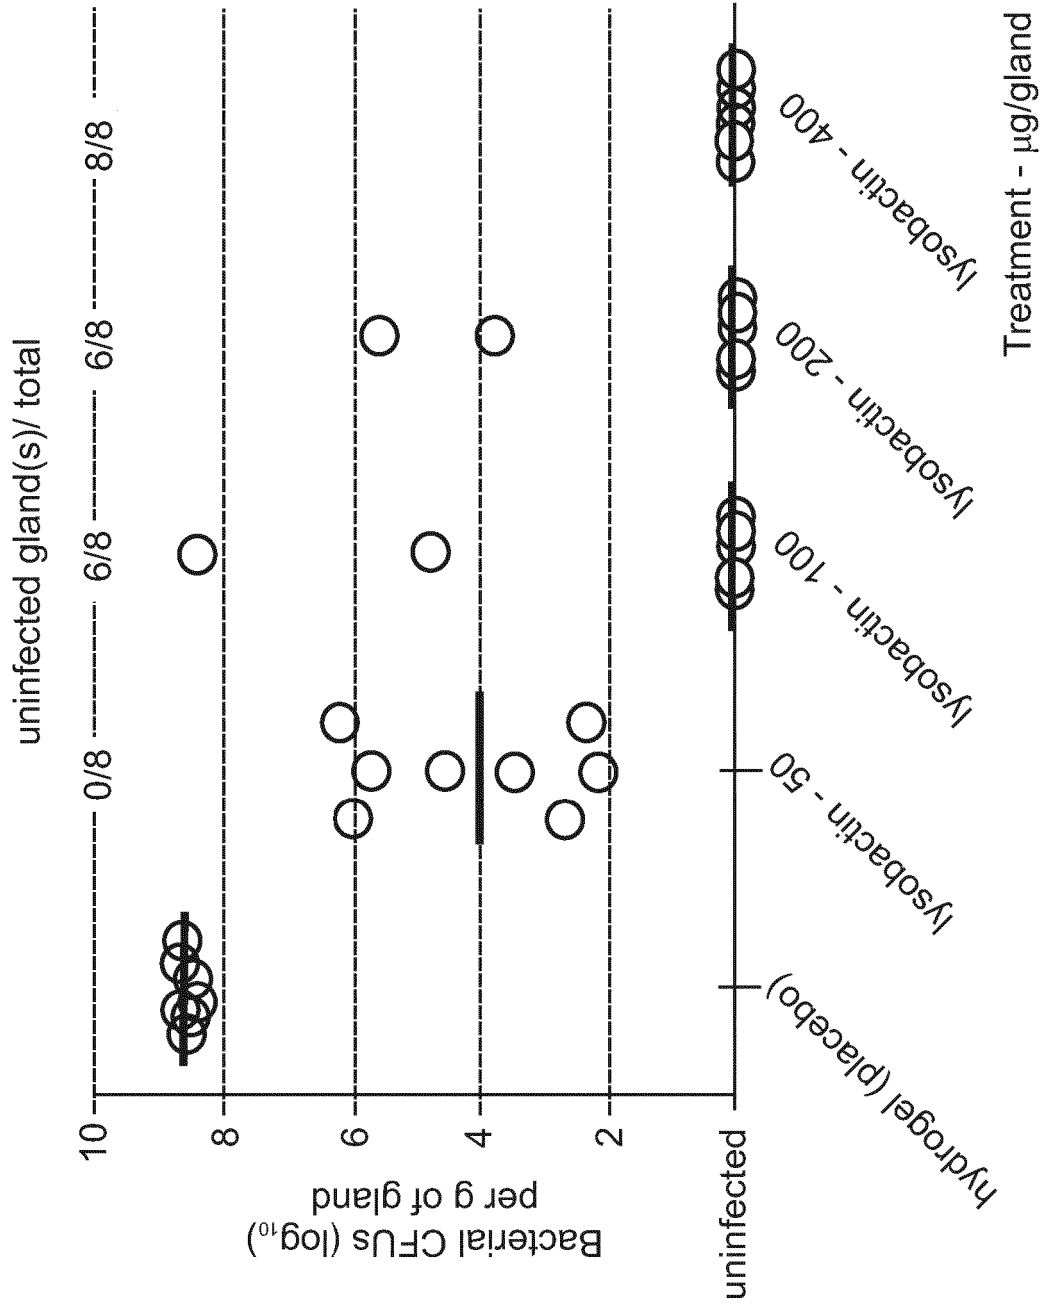 uninfected gland(s)/ total
0/8 6/8 6/8 8/8
10
8
6
4
2
uninfected
Bacterial CFUs (log₁₀)
per g of gland
hydrogel (placebo)
lysobactin - 50
lysobactin - 100
lysobactin - 200
lysobactin - 400
Treatment - µg/gland